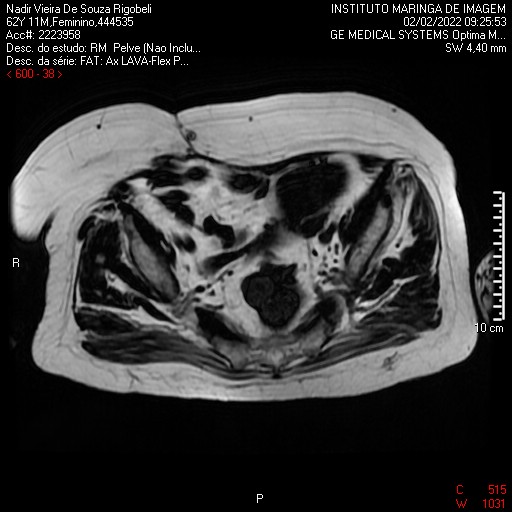 Nadir Vieira De Souza Rigobeli
62Y 11M,Feminino,444535
Acc#: 2223958
Desc. do estudo: RM  Pelve (Nao Inclu...
Desc. da série: FAT: Ax LAVA-Flex P...
< 600 - 38 >
INSTITUTO MARINGA DE IMAGEM
02/02/2022 09:25:53
GE MEDICAL SYSTEMS Optima M...
SW 4,40 mm
R
10 cm
P
C 515
W 1031